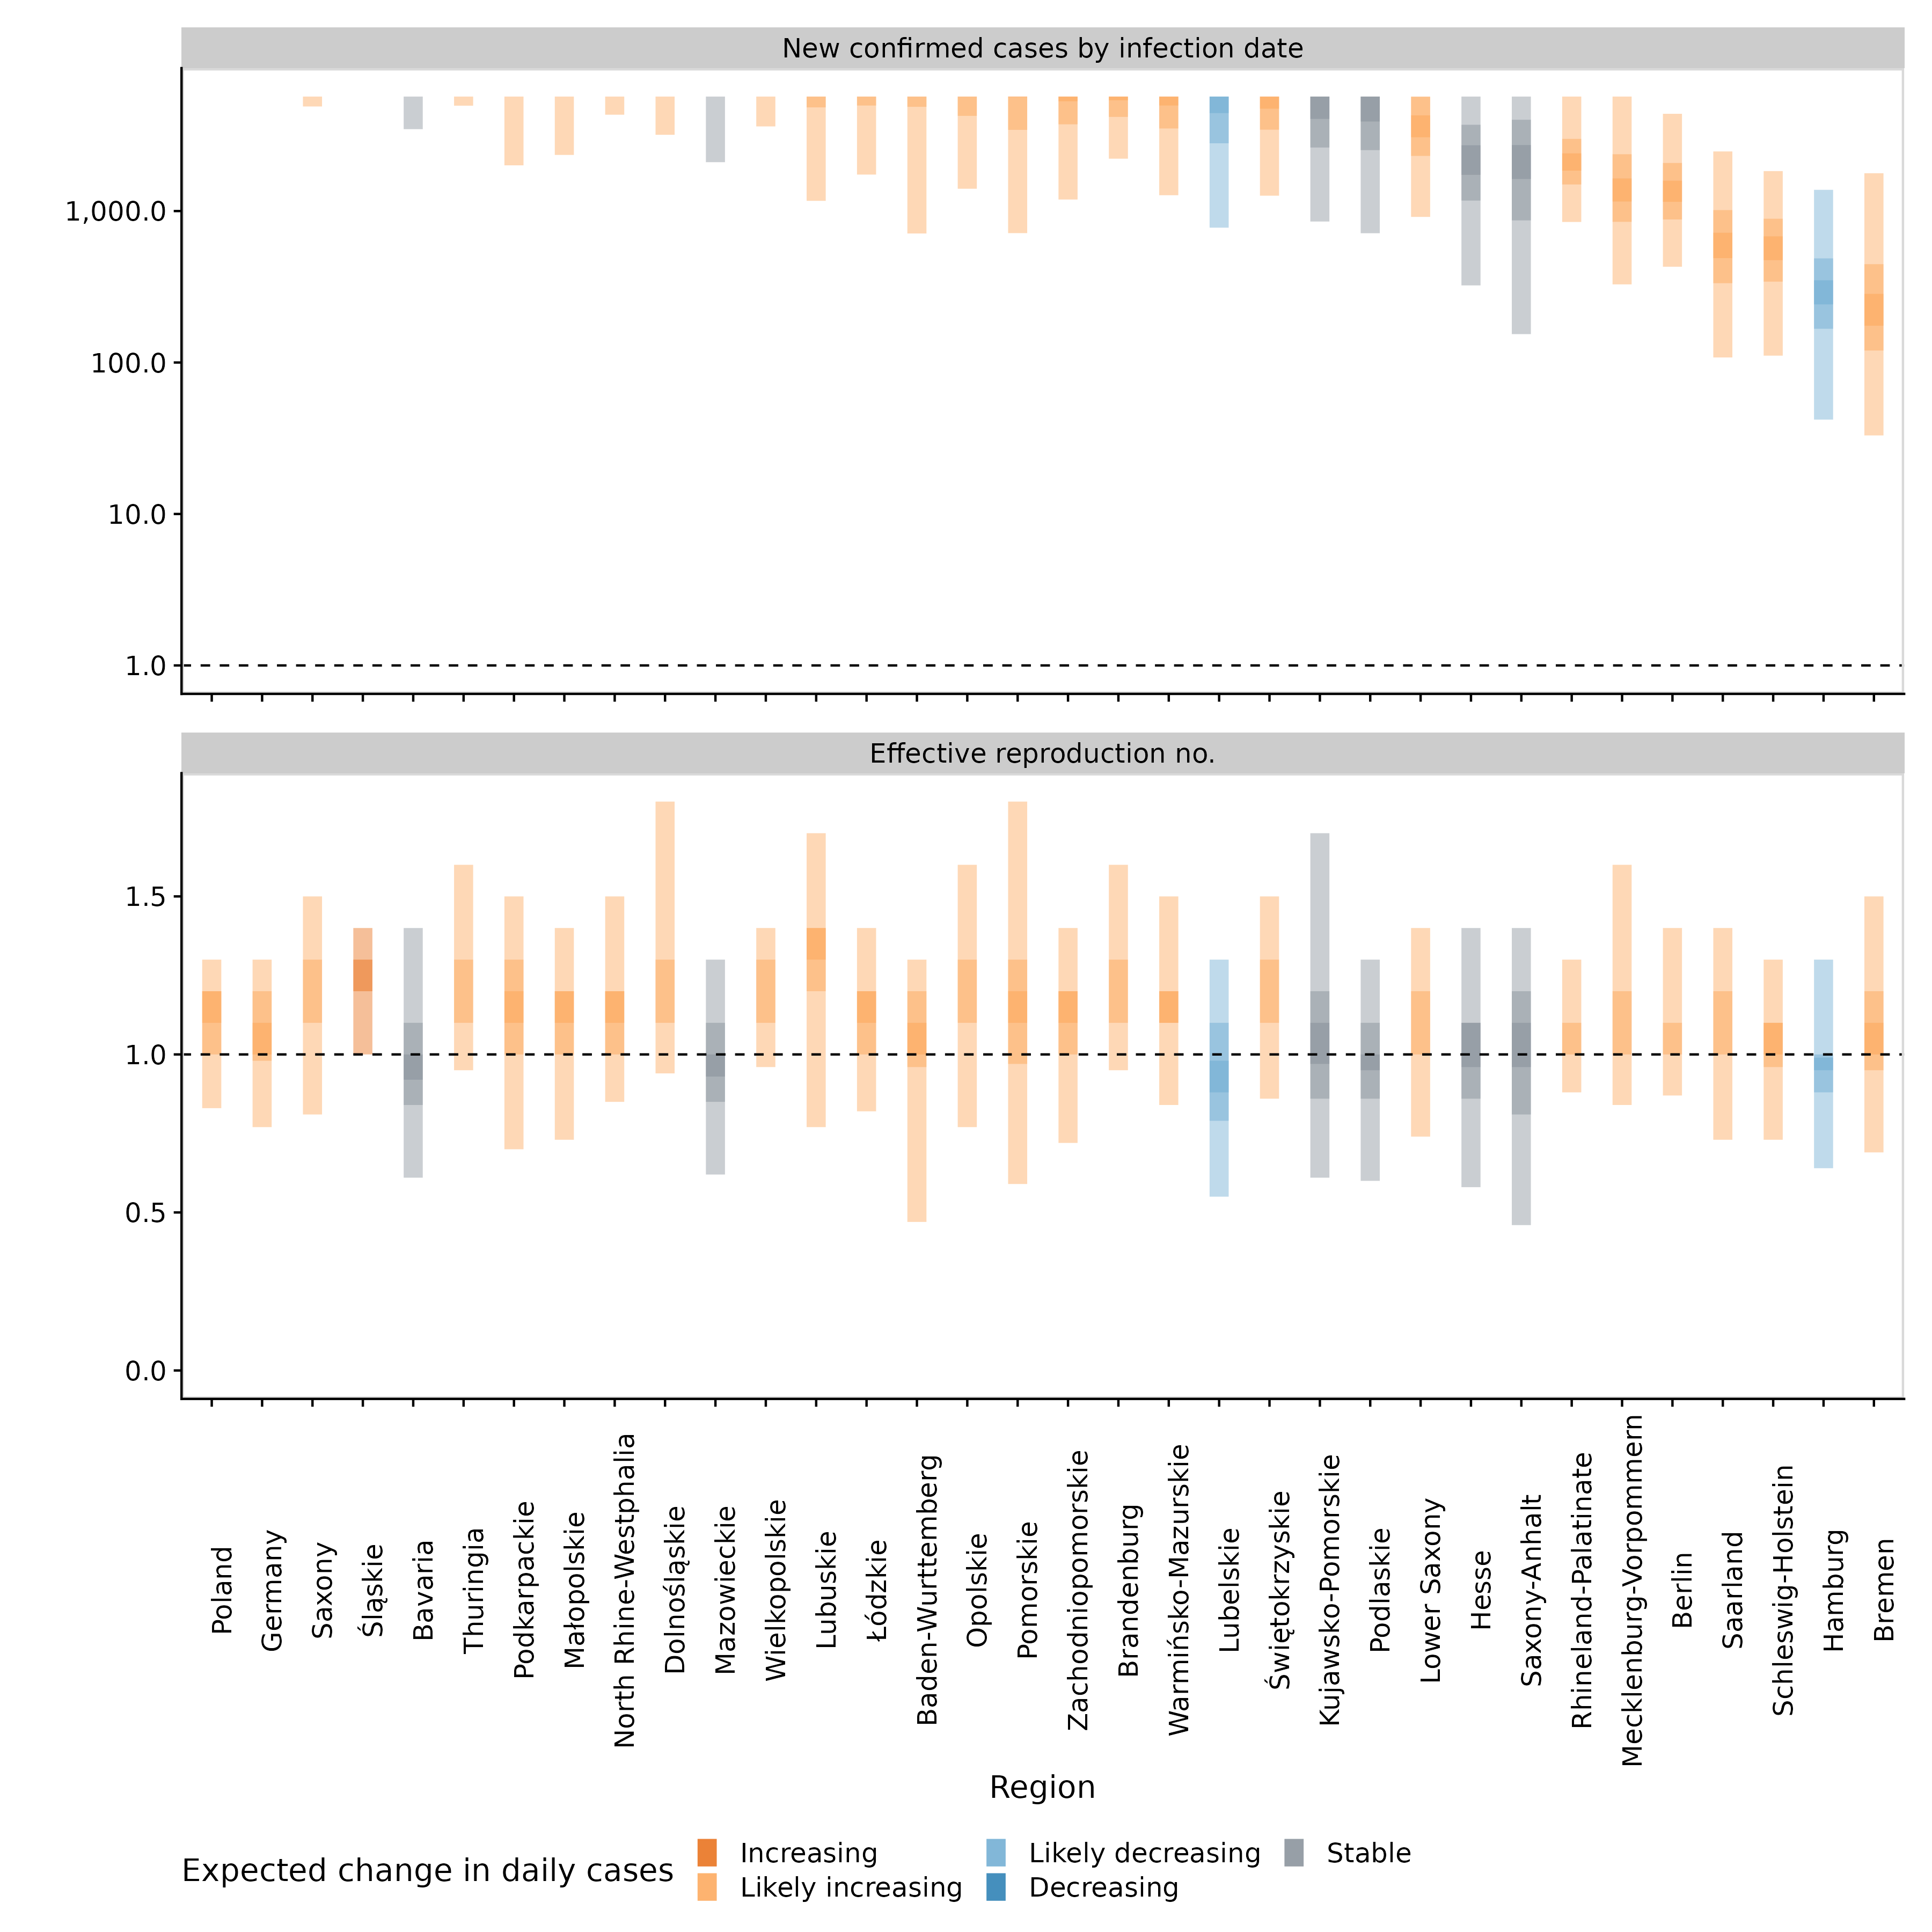 New confirmed cases by infection date
1,000.0
100.0
10.0
1.0
Effective reproduction no.
1.5
1.0
0.5
0.0
Poland
Germany
Saxony
Śląskie
Bavaria
Thuringia
Podkarpackie
Małopolskie
North Rhine-Westphalia
Dolnośląskie
Mazowieckie
Wielkopolskie
Lubuskie
Łódzkie
Baden-Wurttemberg
Opolskie
Pomorskie
Zachodniopomorskie
Brandenburg
Warmińsko-Mazurskie
Lubelskie
Świętokrzyskie
Kujawsko-Pomorskie
Podlaskie
Lower Saxony
Hesse
Saxony-Anhalt
Rhineland-Palatinate
Mecklenburg-Vorpommern
Berlin
Saarland
Schleswig-Holstein
Hamburg
Bremen
Region
Expected change in daily cases
Increasing
Likely increasing
Likely decreasing
Decreasing
Stable